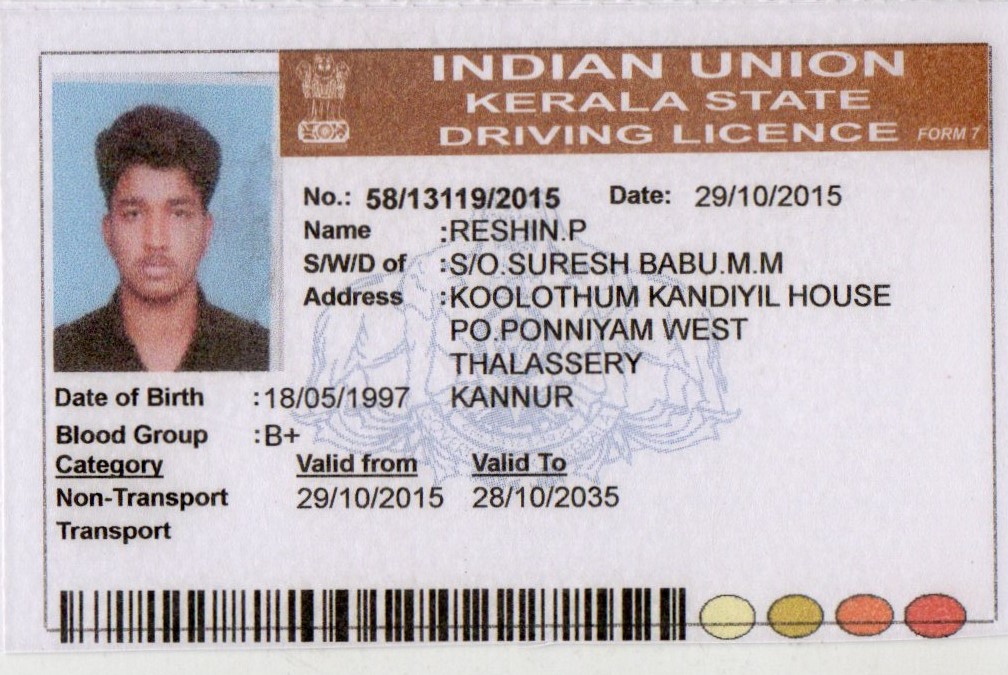 INDIAN UNION
KERALA STATE
DRIVING LICENCE FORM 7
No.: 58/13119/2015 Date: 29/10/2015
Name :RESHIN.P
S/W/D of :S/O.SURESH BABU.M.M
Address :KOOLOTHUM KANDIYIL HOUSE
PO.PONNIYAM WEST
THALASSERY
Date of Birth :18/05/1997 KANNUR
Blood Group :B+
Category Valid from Valid To
Non-Transport 29/10/2015 28/10/2035
Transport